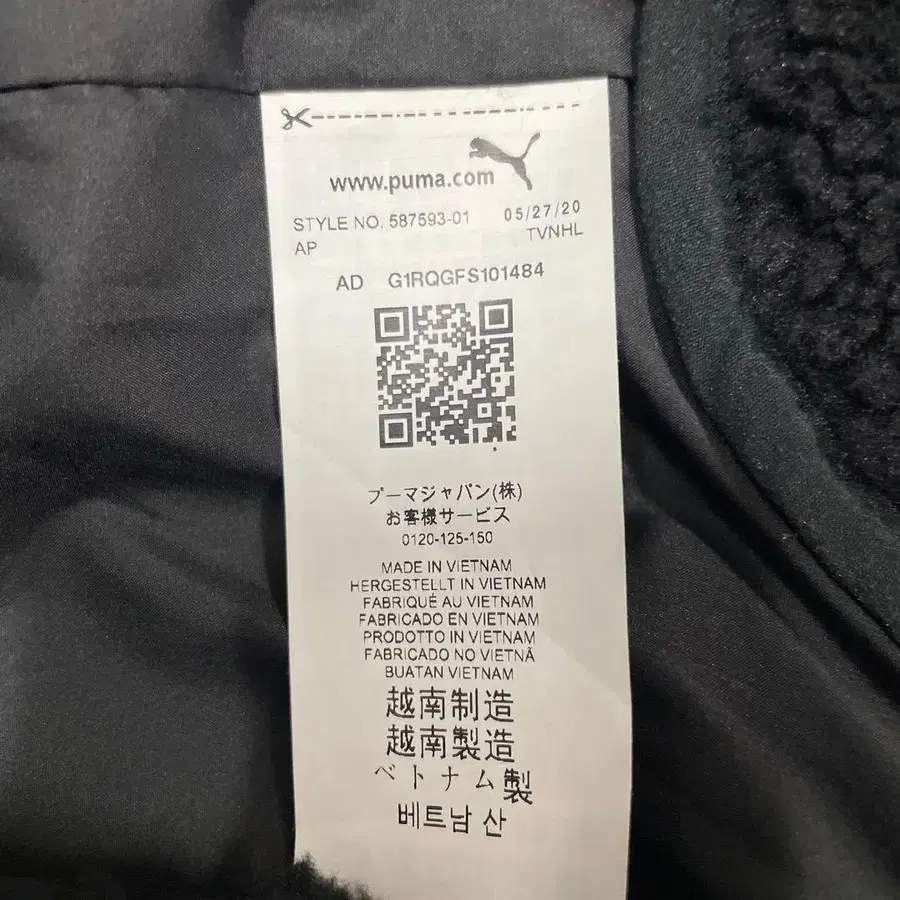 www.puma.com
STYLE NO. 587593-01 05/27/20
AP TVNHL
AD G1RQGFS101484
プーマジャパン(株)
お客様サービス
0120-125-150
MADE IN VIETNAM
HERGESTELLT IN VIETNAM
FABRIQUÉ AU VIETNAM
FABRICADO EN VIETNAM
PRODOTTO IN VIETNAM
FABRICADO NO VIETNÃ
BUATAN VIETNAM
越南制造
越南製造
ベトナム製
베트남 산